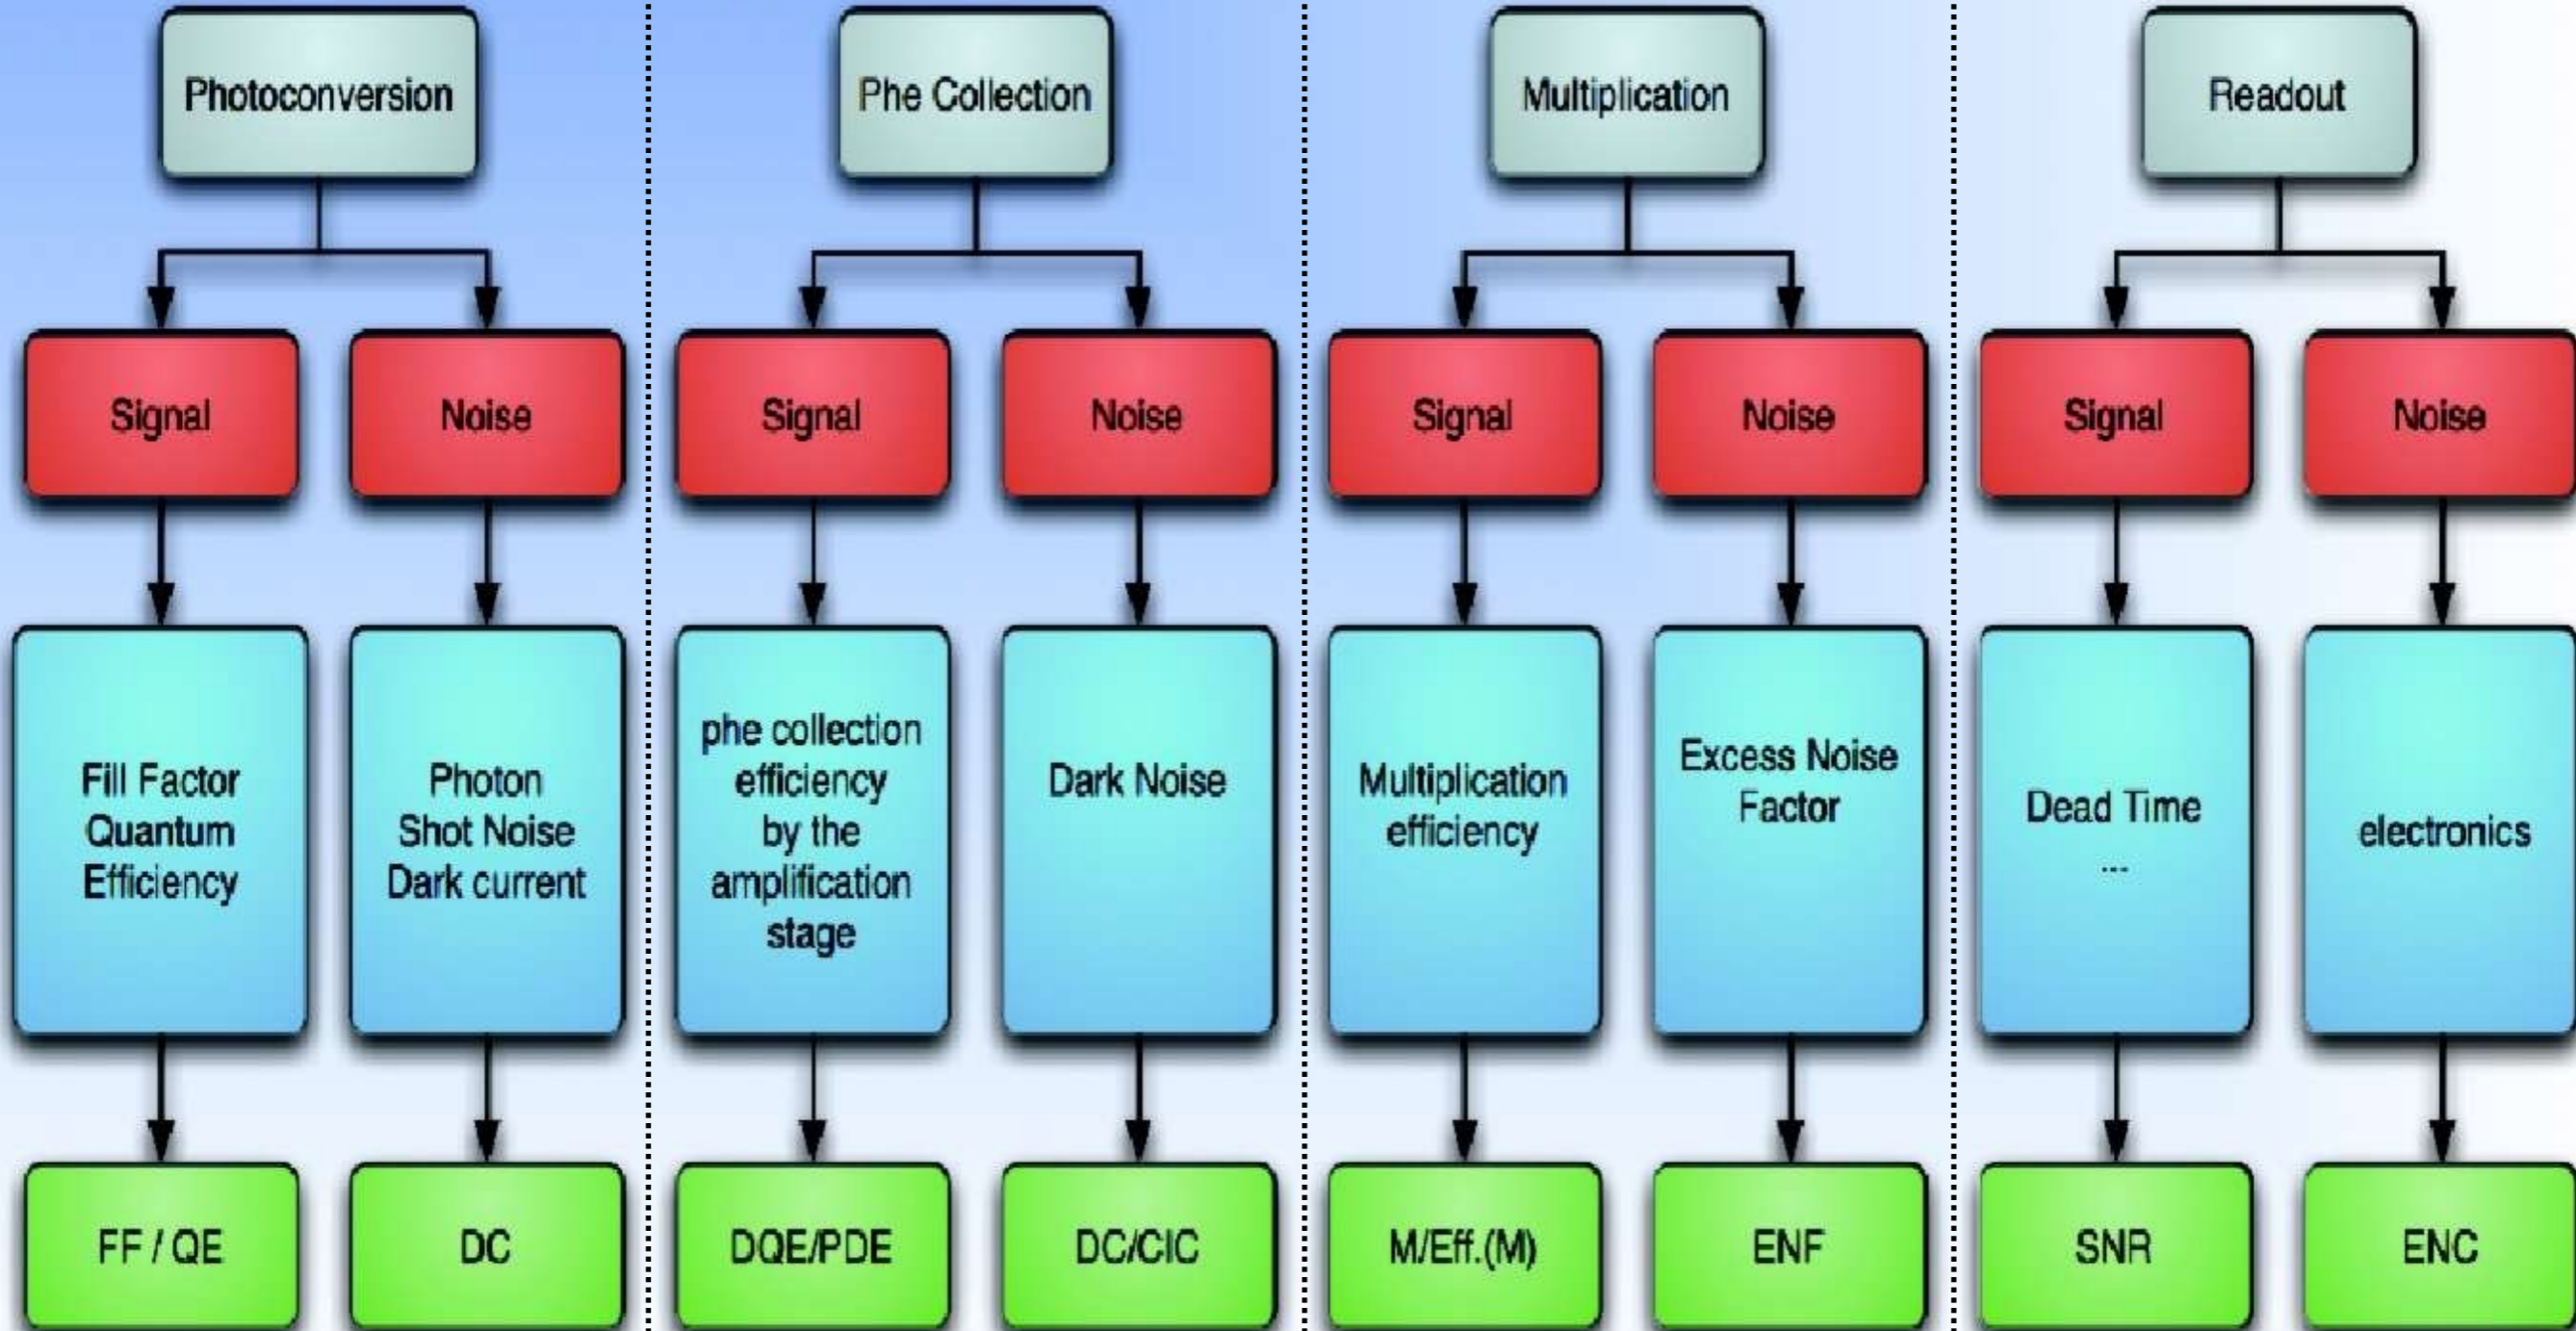 Photoconversion
Phe Collection
Multiplication
Readout
Signal
Noise
Signal
Noise
Signal
Noise
Signal
Noise
Fill Factor
Quantum
Efficiency
Photon
Shot Noise
Dark current
phe collection
efficiency
by the
amplification
stage
Dark Noise
Multiplication
efficiency
Excess Noise
Factor
Dead Time
...
electronics
FF / QE
DC
DQE/PDE
DC/CIC
M/Eff.(M)
ENF
SNR
ENC